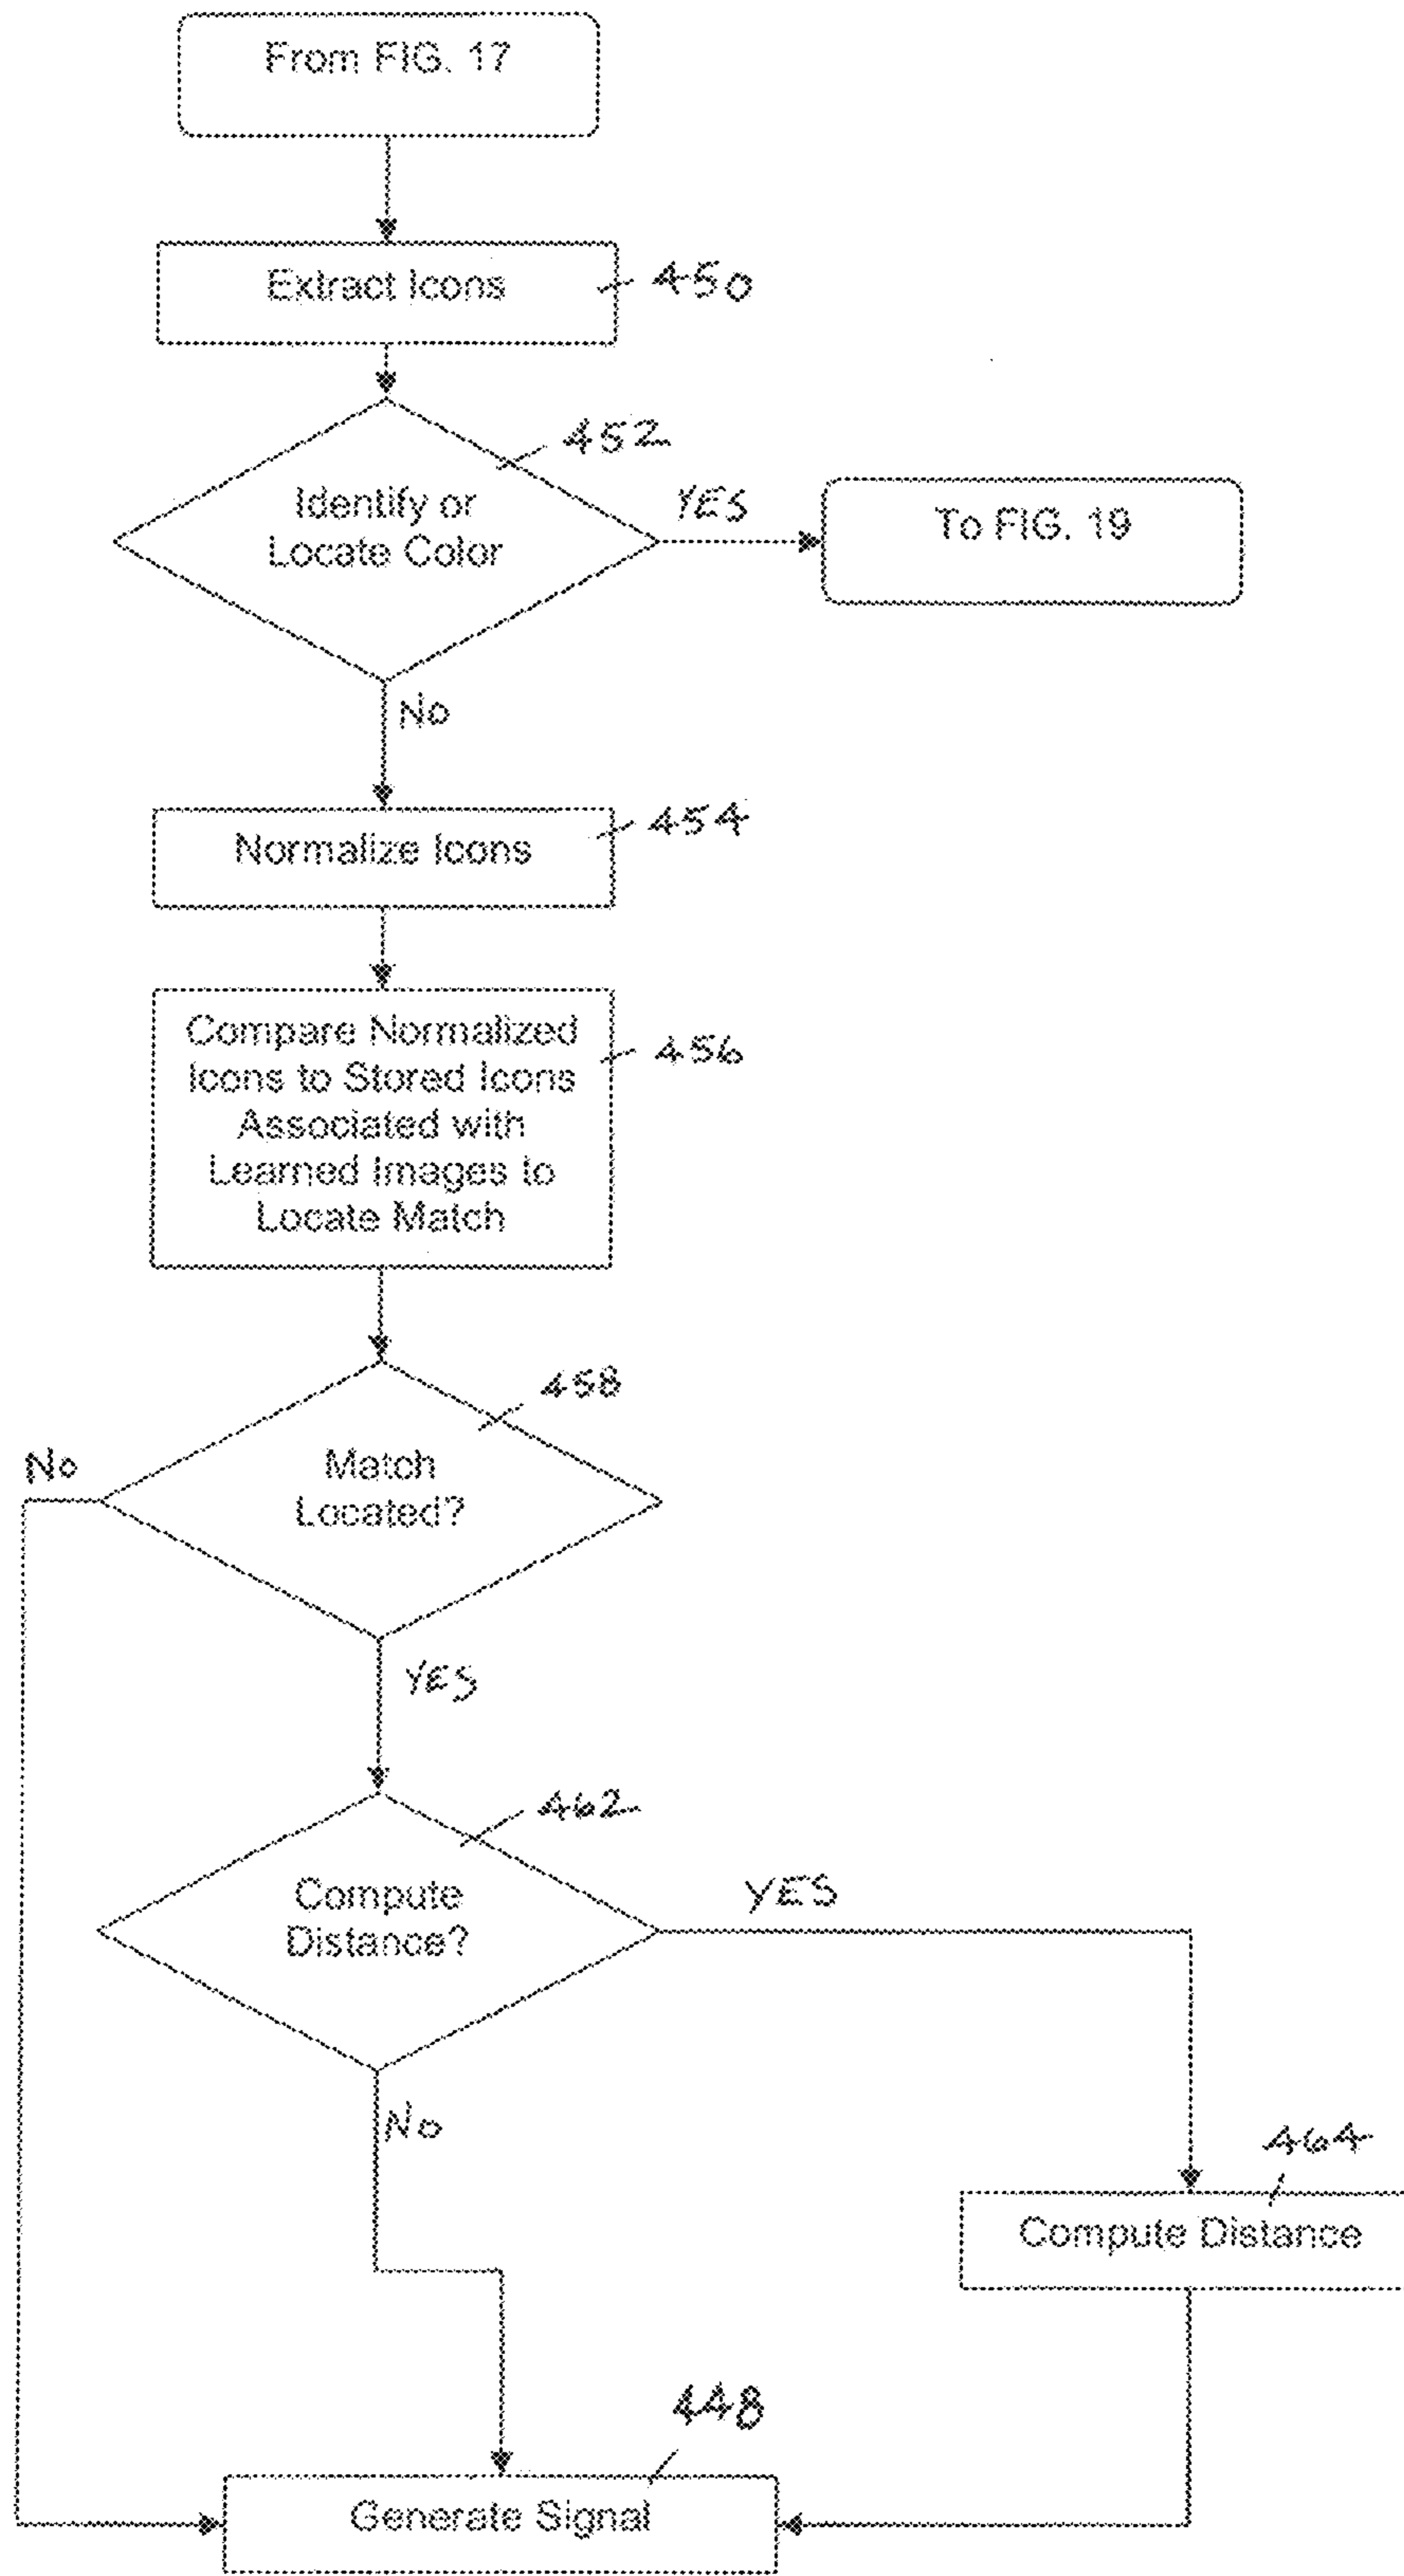 From FIG. 17
Extract Icons
450
452
Identify or
Locate Color
YES
To FIG. 19
No
Normalize Icons
454
Compare Normalized
Icons to Stored Icons
Associated with
Learned Images to
Locate Match
456
458
No
Match
Located?
YES
462
Compute
Distance?
YES
No
464
Compute Distance
448
Generate Signal